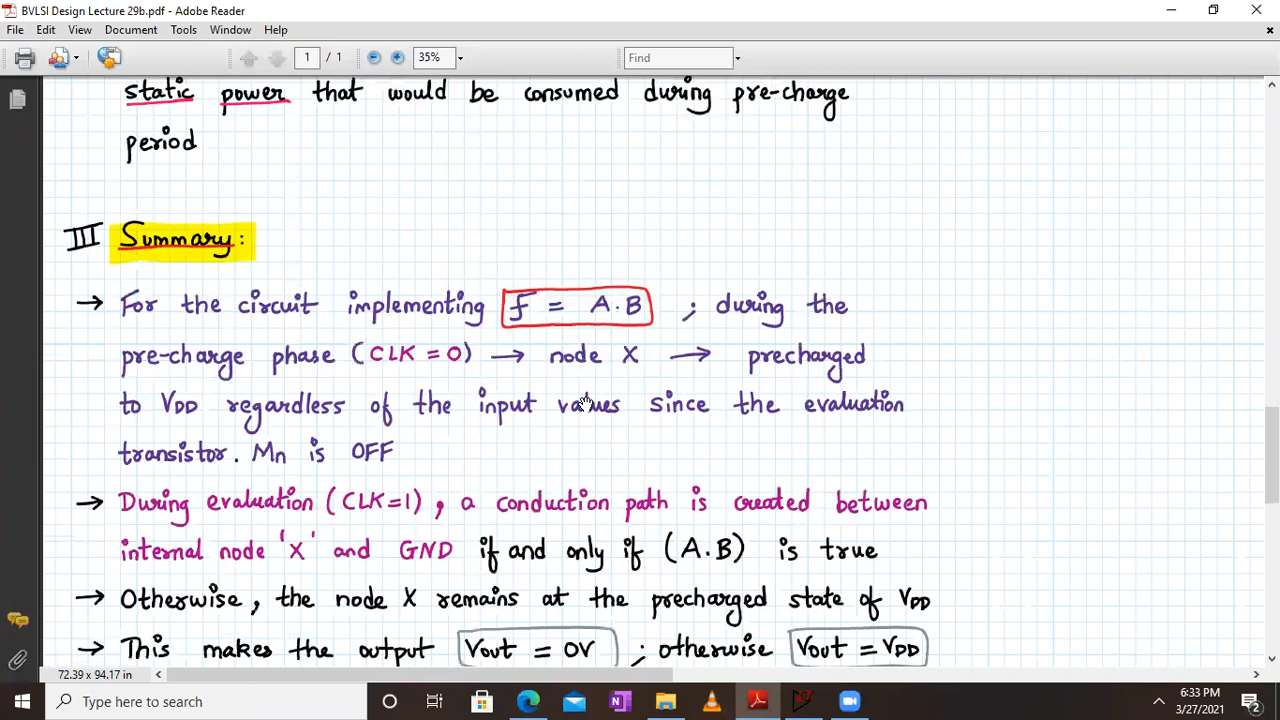 BVLSI Design Lecture 29b.pdf - Adobe Reader
File Edit View Document Tools Window Help
1 / 1 35% Find
static power that would be consumed during pre-charge
period
III Summary:
→ For the circuit implementing f = A.B ; during the
pre-charge phase (CLK = 0) → node X → precharged
to VDD regardless of the input values since the evaluation
transistor. Mn is OFF
→ During evaluation (CLK=1), a conduction path is created between
internal node 'X' and GND if and only if (A.B) is true
→ Otherwise, the node X remains at the precharged state of VDD
→ This makes the output Vout = 0V ; otherwise Vout = VDD
72.39 x 94.17 in
Type here to search
6:33 PM
3/27/2021
2